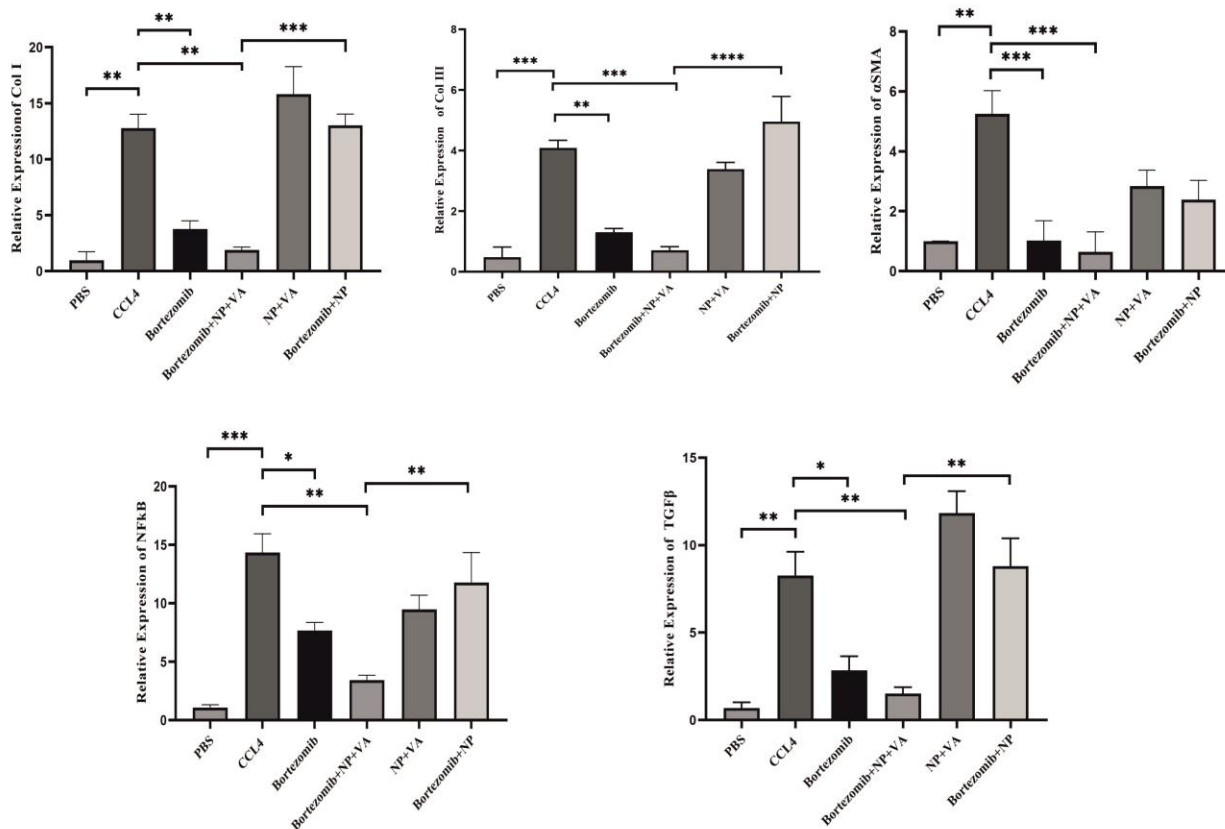 Relative Expressionof Col I
20
15
10
5
0
**
**
**
***
PBS
CCL4
Bortezomib
Bortezomib+NP+VA
NP+VA
Bortezomib+NP
Relative Expression of Col III
8
6
4
2
0
***
***
**
****
PBS
CCL4
Bortezomib
Bortezomib+NP+VA
NP+VA
Bortezomib+NP
Relative Expression of αSMA
8
6
4
2
0
**
***
***
PBS
CCL4
Bortezomib
Bortezomib+NP+VA
NP+VA
Bortezomib+NP
Relative Expression of NFkB
20
15
10
5
0
***
*
**
**
PBS
CCL4
Bortezomib
Bortezomib+NP+VA
NP+VA
Bortezomib+NP
Relative Expression of TGFβ
15
10
5
0
**
*
**
**
PBS
CCL4
Bortezomib
Bortezomib+NP+VA
NP+VA
Bortezomib+NP